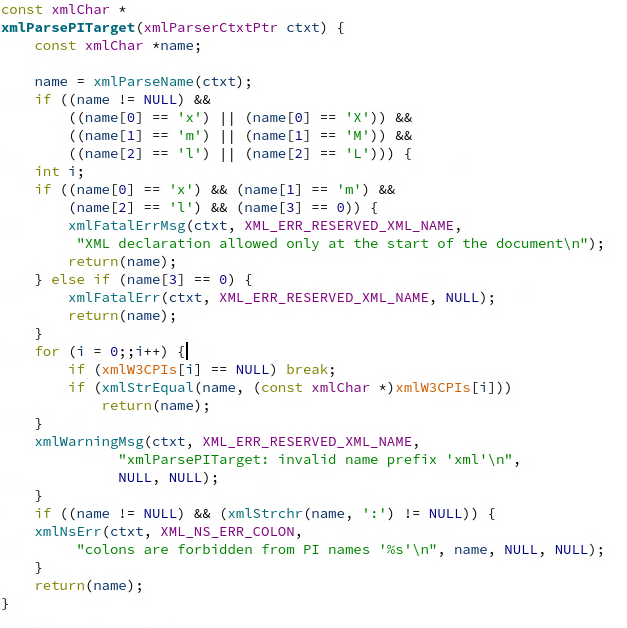 const xmlChar *
xmlParsePITarget(xmlParserCtxtPtr ctxt) {
    const xmlChar *name;

    name = xmlParseName(ctxt);
    if ((name != NULL) &&
        ((name[0] == 'x') || (name[0] == 'X')) &&
        ((name[1] == 'm') || (name[1] == 'M')) &&
        ((name[2] == 'l') || (name[2] == 'L'))) {
    int i;
    if ((name[0] == 'x') && (name[1] == 'm') &&
        (name[2] == 'l') && (name[3] == 0)) {
        xmlFatalErrMsg(ctxt, XML_ERR_RESERVED_XML_NAME,
         "XML declaration allowed only at the start of the document\n");
        return(name);
    } else if (name[3] == 0) {
        xmlFatalErr(ctxt, XML_ERR_RESERVED_XML_NAME, NULL);
        return(name);
    }
    for (i = 0;;i++) {
        if (xmlW3CPIs[i] == NULL) break;
        if (xmlStrEqual(name, (const xmlChar *)xmlW3CPIs[i]))
            return(name);
    }
    xmlWarningMsg(ctxt, XML_ERR_RESERVED_XML_NAME,
              "xmlParsePITarget: invalid name prefix 'xml'\n",
              NULL, NULL);
    }
    if ((name != NULL) && (xmlStrchr(name, ':') != NULL)) {
    xmlNsErr(ctxt, XML_NS_ERR_COLON,
         "colons are forbidden from PI names '%s'\n", name, NULL, NULL);
    }
    return(name);
}